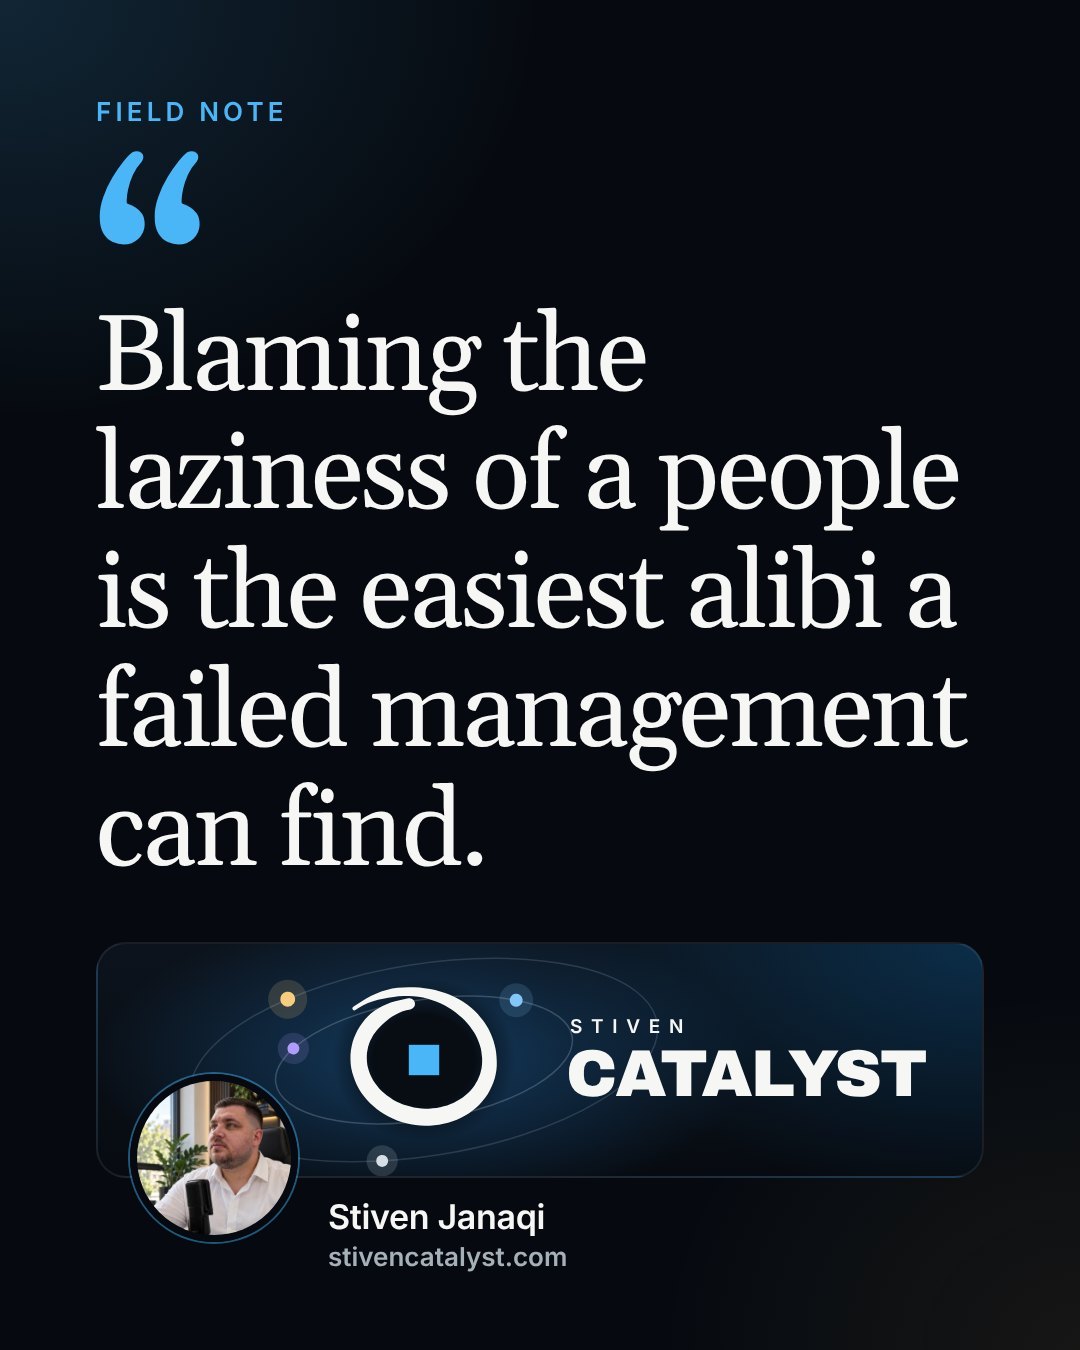 FIELD NOTE
“
Blaming the
laziness of a people
is the easiest alibi a
failed management
can find.
STIVEN
CATALYST
Stiven Janaqi
stivencatalyst.com